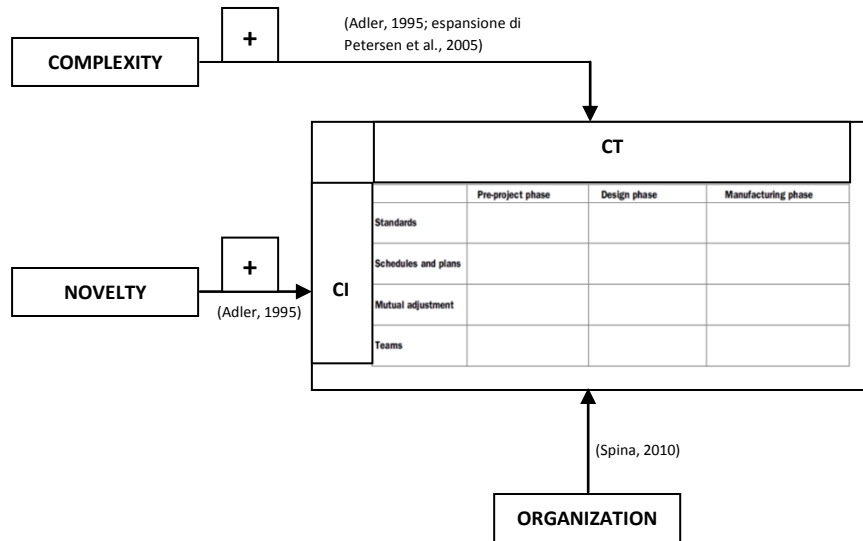 (Adler, 1995; espansione di
Petersen et al., 2005)
+
COMPLEXITY
CT
Pre-project phase Design phase Manufacturing phase
Standards
Schedules and plans
+
CI
NOVELTY
(Adler, 1995)
Mutual adjustment
Teams
(Spina, 2010)
ORGANIZATION